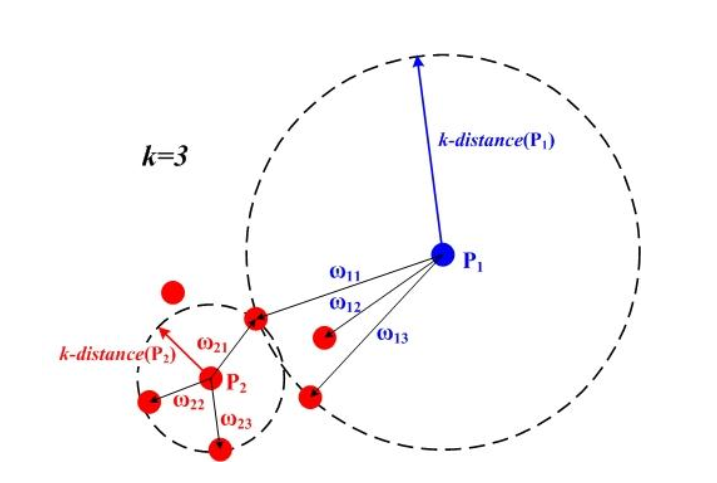 k-distance(P₁)
k=3
P₁
ω₁₁
ω₁₂
ω₁₃
ω₂₁
k-distance(P₂)
P₂
ω₂₂
ω₂₃